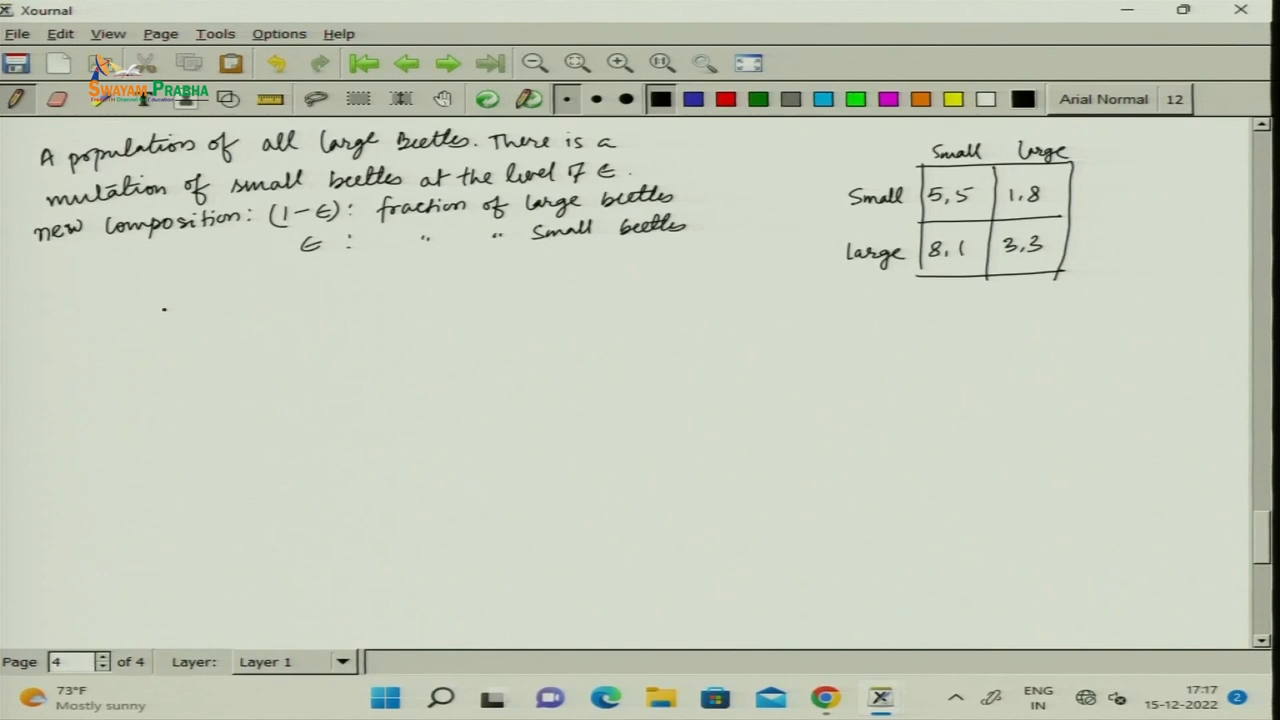 Xournal
File Edit View Page Tools Options Help
SWAYAM PRABHA
Arial Normal 12
A population of all large Beetles. There is a
mutation of small beetles at the level of ϵ.
new composition: (1-ϵ): fraction of large beetles
ϵ : " " Small beetles
Small large
Small 5,5 1,8
large 8,1 3,3
Page 4 of 4 Layer: Layer 1
73°F
Mostly sunny
ENG
IN
17:17
15-12-2022
2